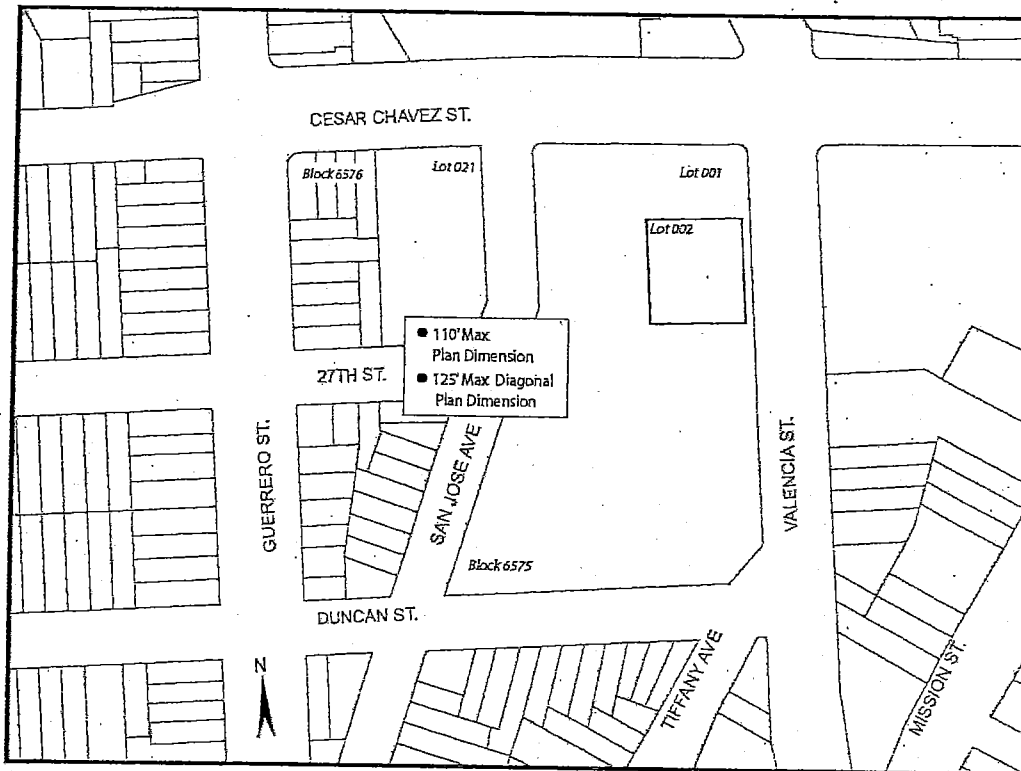 CESAR CHAVEZ ST.
Block 6576
Lot 021
Lot 001
Lot 002
• 110' Max
Plan Dimension
• 125' Max Diagonal
Plan Dimension
27TH ST.
GUERRERO ST.
SAN JOSE AVE
VALENCIA ST.
Block 6575
DUNCAN ST.
N
TIFFANY AVE
MISSION ST.